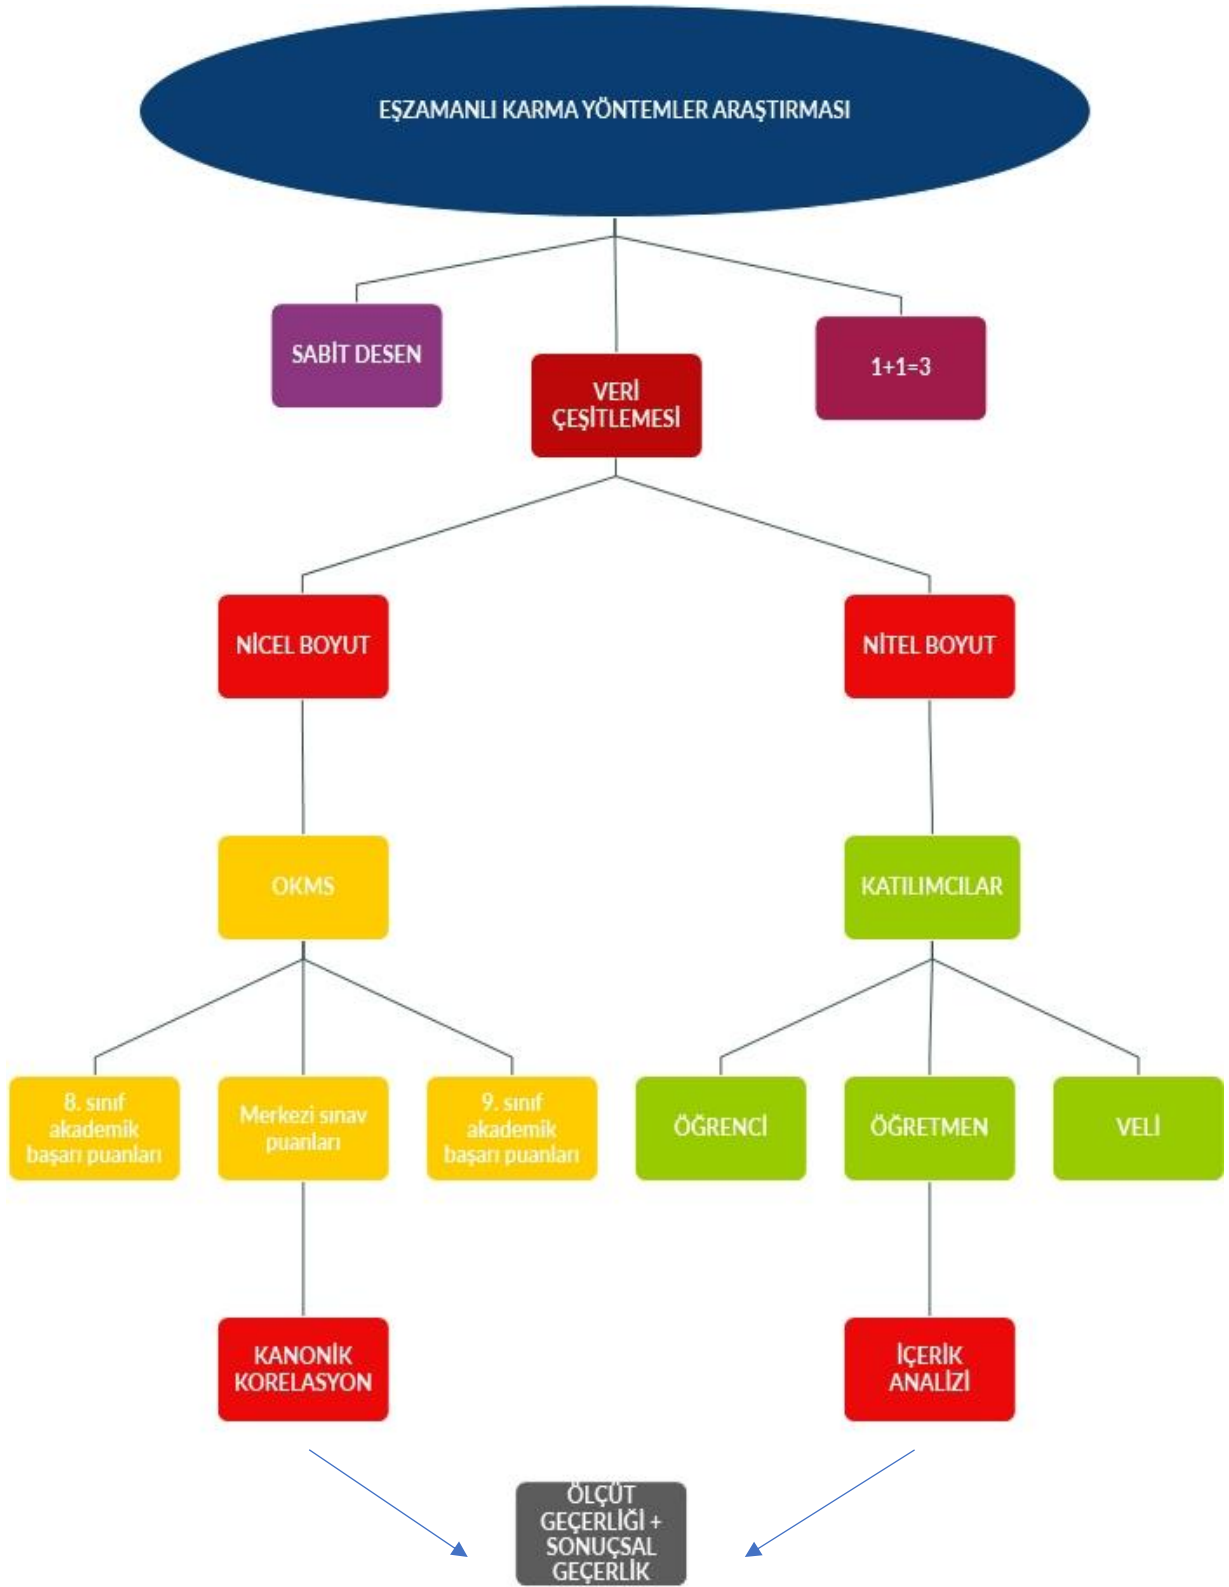 EŞZAMANLI KARMA YÖNTEMLER ARAŞTIRMASI
SABİT DESEN
VERİ
ÇEŞİTLEMESİ
1+1=3
NİCEL BOYUT
NİTEL BOYUT
OKMS
KATILIMCILAR
8. sınıf
akademik
başarı puanları
Merkezi sınav
puanları
9. sınıf
akademik
başarı puanları
ÖĞRENCİ
ÖĞRETMEN
VELİ
KANONİK
KORELASYON
İÇERİK
ANALİZİ
ÖLÇÜT
GEÇERLİĞİ +
SONUÇSAL
GEÇERLİK